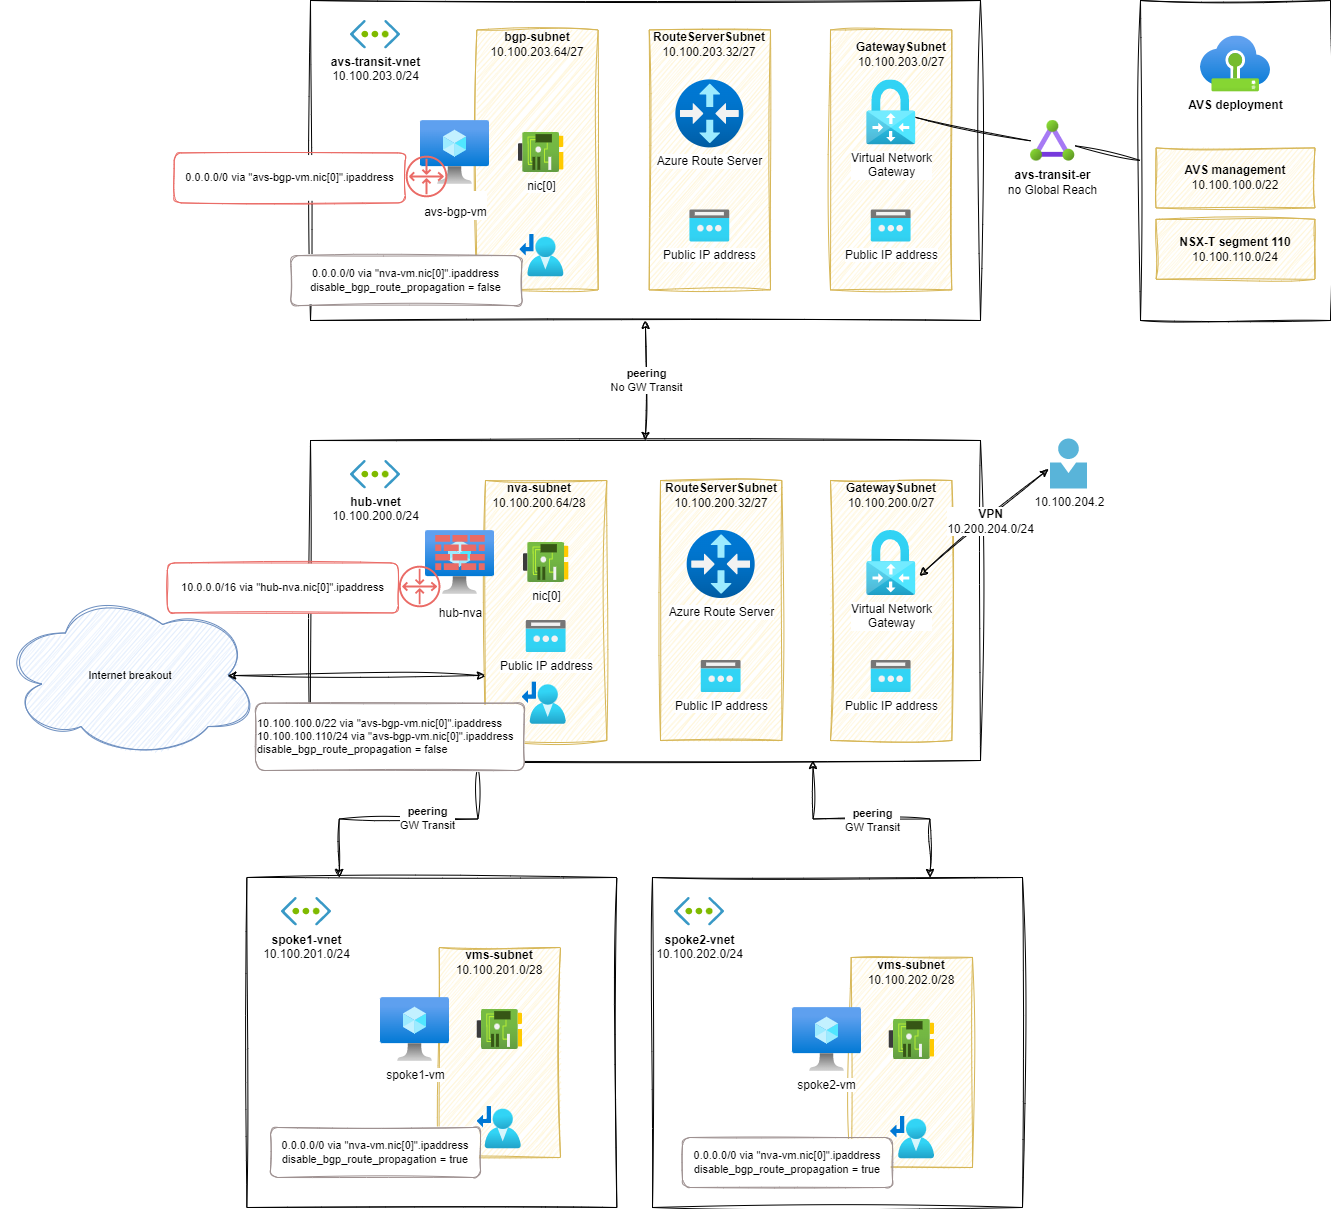 avs-transit-vnet
10.100.203.0/24
bgp-subnet
10.100.203.64/27
RouteServerSubnet
10.100.203.32/27
GatewaySubnet
10.100.203.0/27
AVS deployment
AVS management
10.100.100.0/22
NSX-T segment 110
10.100.110.0/24
avs-transit-er
no Global Reach
0.0.0.0/0 via "avs-bgp-vm.nic[0]".ipaddress
avs-bgp-vm
nic[0]
Azure Route Server
Virtual Network
Gateway
Public IP address
Public IP address
0.0.0.0/0 via "nva-vm.nic[0]".ipaddress
disable_bgp_route_propagation = false
peering
No GW Transit
hub-vnet
10.100.200.0/24
nva-subnet
10.100.200.64/28
RouteServerSubnet
10.100.200.32/27
GatewaySubnet
10.100.200.0/27
10.100.204.2
VPN
10.200.204.0/24
10.0.0.0/16 via "hub-nva.nic[0]".ipaddress
hub-nva
nic[0]
Azure Route Server
Virtual Network
Gateway
Public IP address
Public IP address
Public IP address
Internet breakout
10.100.100.0/22 via "avs-bgp-vm.nic[0]".ipaddress
10.100.100.110/24 via "avs-bgp-vm.nic[0]".ipaddress
disable_bgp_route_propagation = false
peering
GW Transit
peering
GW Transit
spoke1-vnet
10.100.201.0/24
vms-subnet
10.100.201.0/28
spoke1-vm
0.0.0.0/0 via "nva-vm.nic[0]".ipaddress
disable_bgp_route_propagation = true
spoke2-vnet
10.100.202.0/24
vms-subnet
10.100.202.0/28
spoke2-vm
0.0.0.0/0 via "nva-vm.nic[0]".ipaddress
disable_bgp_route_propagation = true